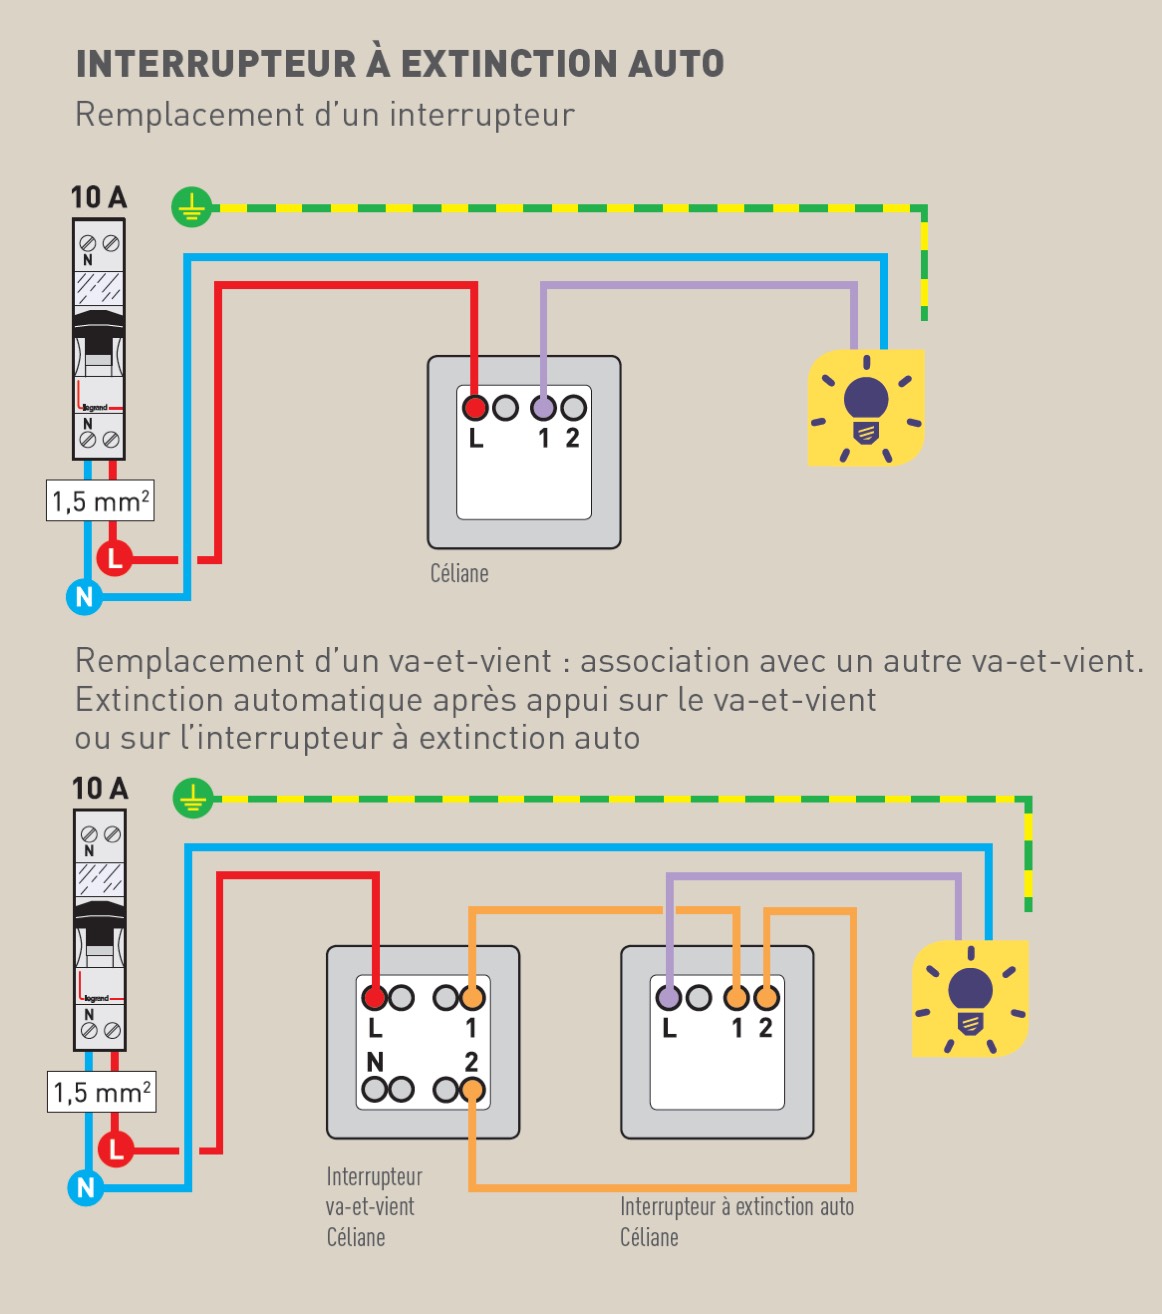 INTERRUPTEUR À EXTINCTION AUTO
Remplacement d'un interrupteur
10 A
N
legrand
N
1,5 mm²
L
N
L 1 2
Céliane
Remplacement d'un va-et-vient : association avec un autre va-et-vient.
Extinction automatique après appui sur le va-et-vient
ou sur l'interrupteur à extinction auto
10 A
N
legrand
N
1,5 mm²
L
N
L 1
N 2
L 1 2
Interrupteur
va-et-vient
Céliane
Interrupteur à extinction auto
Céliane